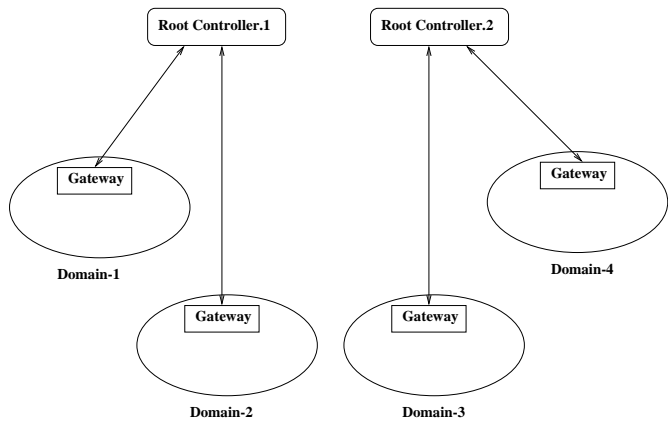 Root Controller.1
Root Controller.2
Gateway
Gateway
Domain-4
Domain-1
Gateway
Gateway
Domain-2
Domain-3